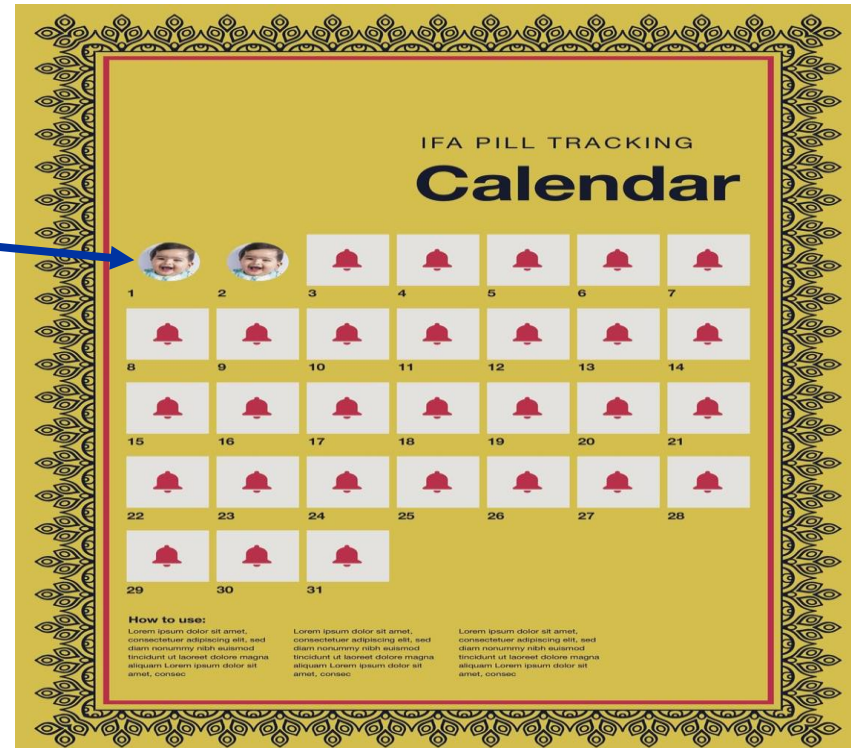 IFA PILL TRACKING
Calendar
1 2 3 4 5 6 7
8 9 10 11 12 13 14
15 16 17 18 19 20 21
22 23 24 25 26 27 28
29 30 31
How to use:
Lorem ipsum dolor sit amet,
consectetuer adipiscing elit, sed
diam nonummy nibh euismod
tincidunt ut laoreet dolore magna
aliquam Lorem ipsum dolor sit
amet, consec
Lorem ipsum dolor sit amet,
consectetuer adipiscing elit, sed
diam nonummy nibh euismod
tincidunt ut laoreet dolore magna
aliquam Lorem ipsum dolor sit
amet, consec
Lorem ipsum dolor sit amet,
consectetuer adipiscing elit, sed
diam nonummy nibh euismod
tincidunt ut laoreet dolore magna
aliquam Lorem ipsum dolor sit
amet, consec